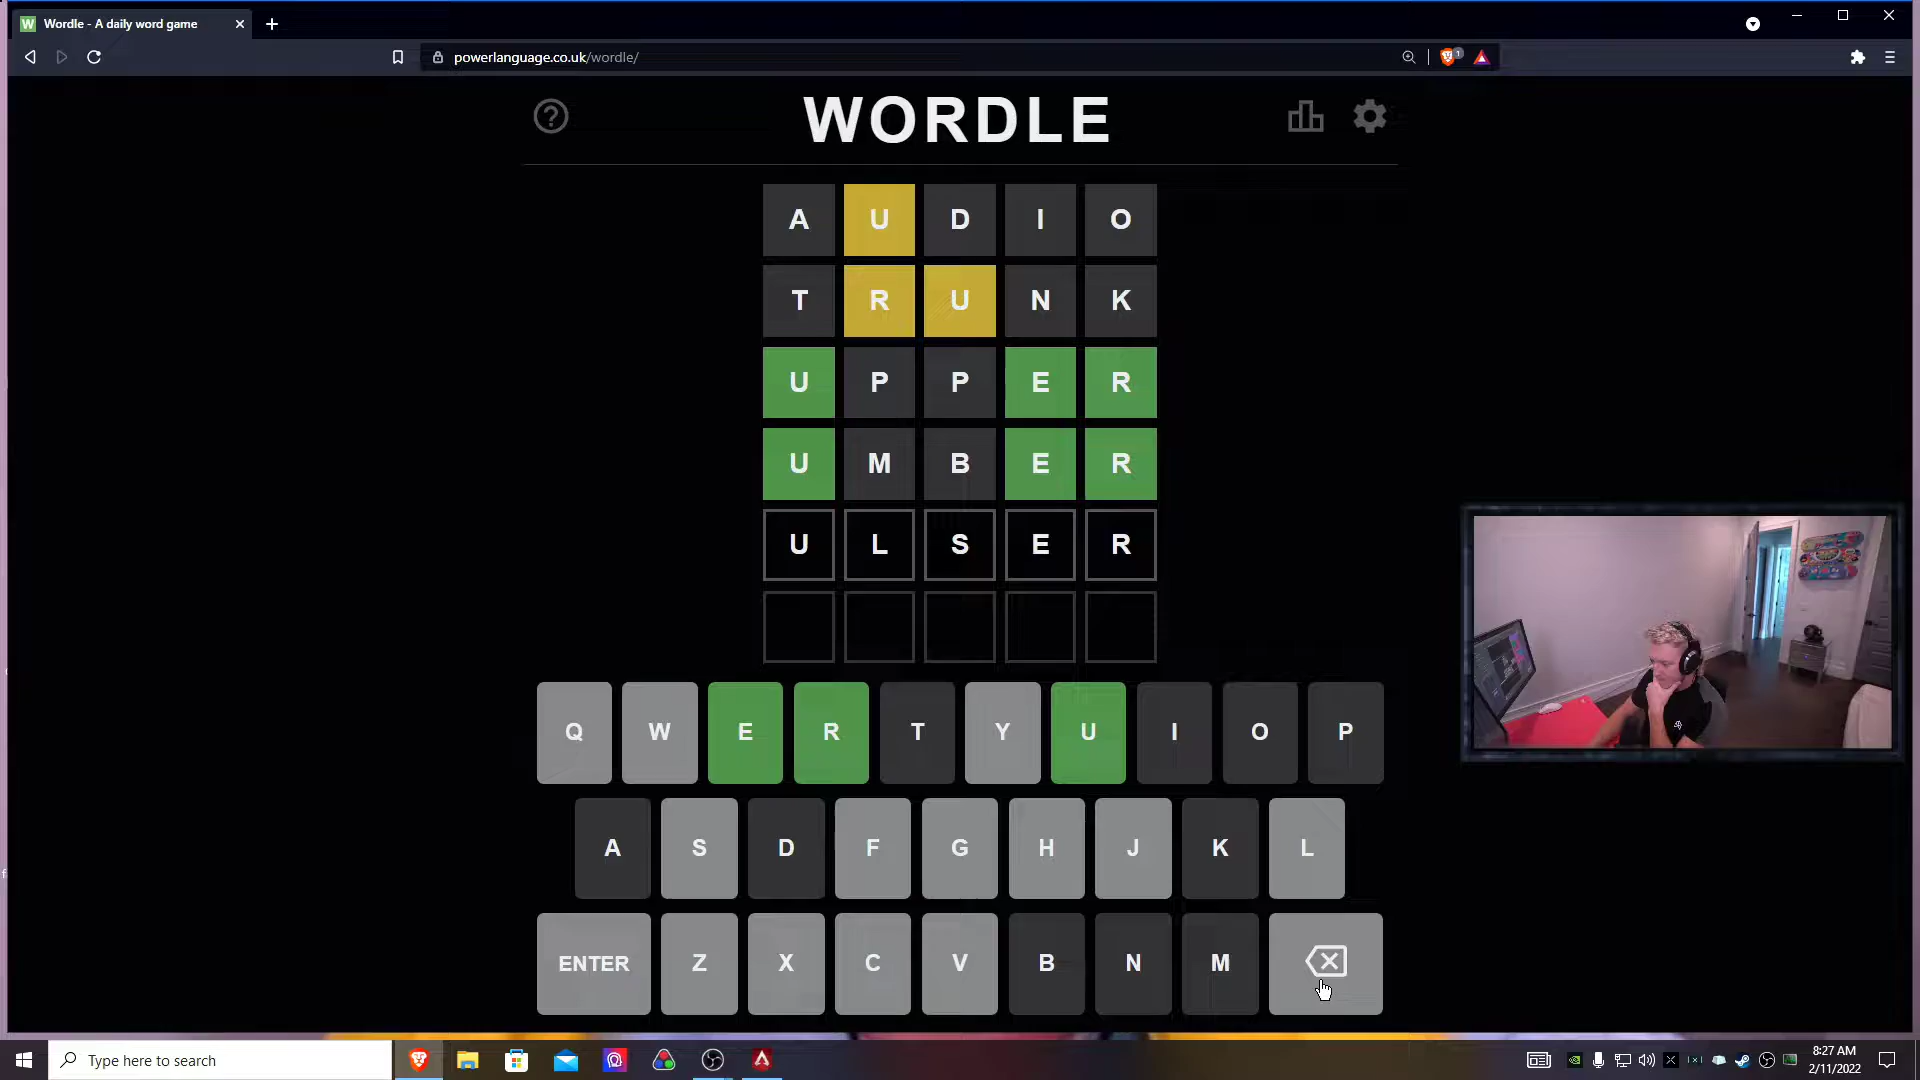 W Wordle - A daily word game
powerlanguage.co.uk/wordle/
1
WORDLE
A U D I O
T R U N K
U P P E R
U M B E R
U L S E R
Q W E R T Y U I O P
A S D F G H J K L
ENTER Z X C V B N M
Type here to search
8:27 AM
2/11/2022